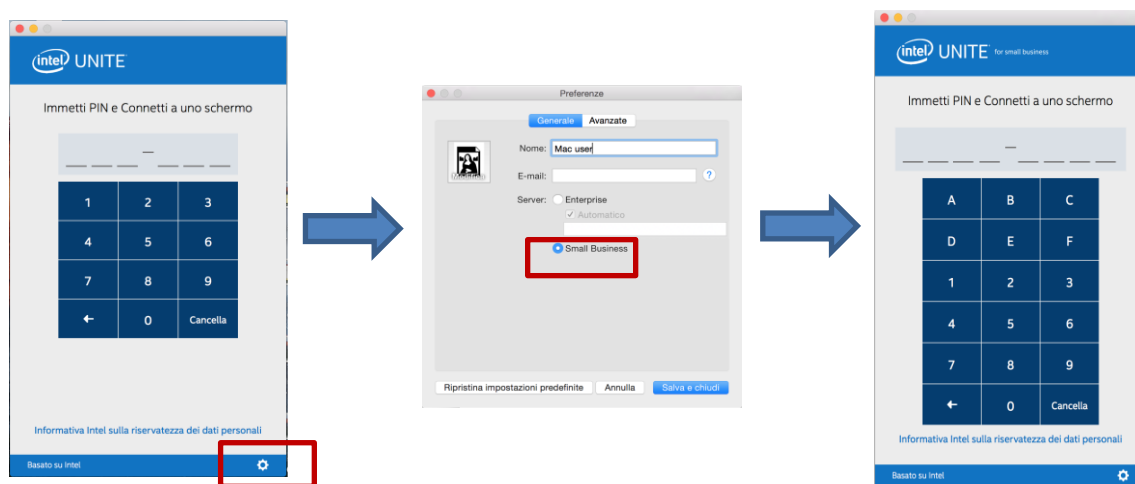 intel UNITE
Immetti PIN e Connetti a uno schermo
1 2 3
4 5 6
7 8 9
0 Cancella
Informativa Intel sulla riservatezza dei dati personali
Basato su Intel
Preferenze
Generale Avanzate
Nome: Mac user
E-mail: ?
Server: Enterprise
Automatico
Small Business
Ripristina impostazioni predefinite Annulla Salva e chiudi
intel UNITE for small business
Immetti PIN e Connetti a uno schermo
A B C
D E F
1 2 3
4 5 6
7 8 9
0 Cancella
Informativa Intel sulla riservatezza dei dati personali
Basato su Intel